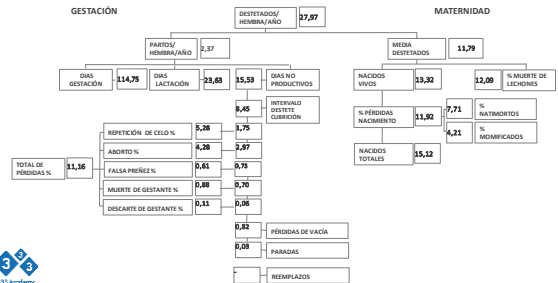 GESTACIÓN
DESTETADOS/
HEMBRA/AÑO
27,97
MATERNIDAD
PARTOS/
HEMBRA/AÑO
2,37
MEDIA
DESTETADOS
11,79
DIAS
GESTACIÓN
114,75
DIAS
LACTACIÓN
23,63
15,53
DIAS NO
PRODUCTIVOS
NACIDOS
VIVOS
13,32
12,09
% MUERTE DE
LECHONES
8,45
INTERVALO
DESTETE
CUBRICIÓN
% PÉRDIDAS
NACIMIENTO
11,92
7,71
%
NATIMORTOS
4,21
%
MOMIFICADOS
NACIDOS
TOTALES
15,12
TOTAL DE
PÉRDIDAS %
11,16
REPETICIÓN DE CELO %
5,28
1,75
ABORTO %
4,28
2,97
FALSA PREÑEZ %
0,61
0,73
MUERTE DE GESTANTE %
0,88
0,70
DESCARTE DE GESTANTE %
0,11
0,06
0,82
PÉRDIDAS DE VACÍA
0,03
PARADAS
-
REEMPLAZOS
3 3 3